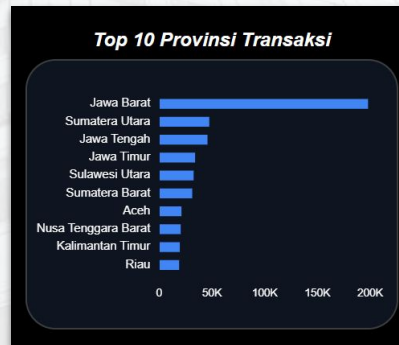 Top 10 Provinsi Transaksi
Jawa Barat
Sumatera Utara
Jawa Tengah
Jawa Timur
Sulawesi Utara
Sumatera Barat
Aceh
Nusa Tenggara Barat
Kalimantan Timur
Riau
0 50K 100K 150K 200K